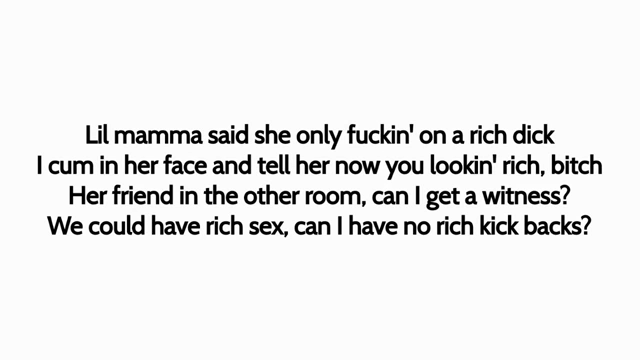 Lil mamma said she only fuckin' on a rich dick
I cum in her face and tell her now you lookin' rich, bitch
Her friend in the other room, can I get a witness?
We could have rich sex, can I have no rich kick backs?